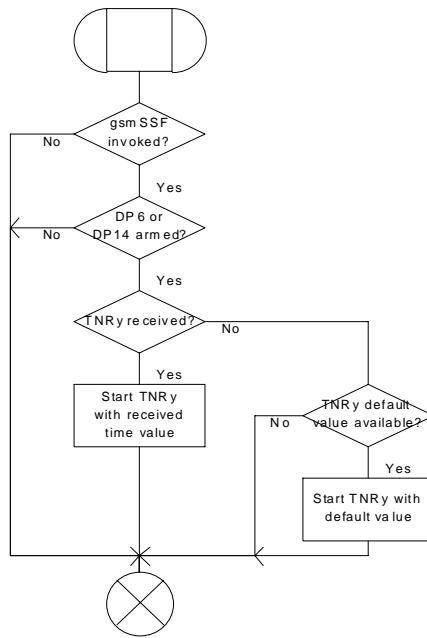 gsmSSF
invoked?
No
Yes
DP6 or
DP14 armed?
No
Yes
TNRy received?
No
Yes
Start TNRy
with received
time value
TNRy default
value available?
No
Yes
Start TNRy with
default value